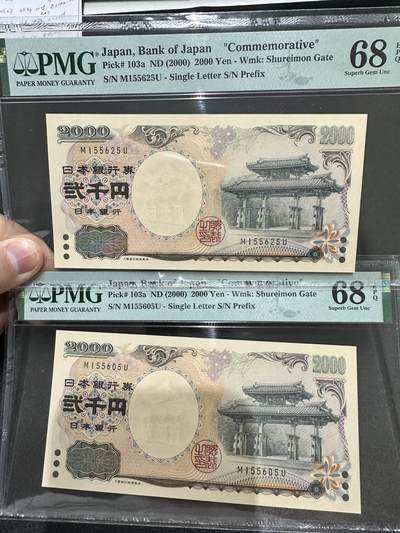 PMG
PAPER MONEY GUARANTY
Japan, Bank of Japan "Commemorative"
Pick# 103a ND (2000) 2000 Yen - Wmk: Shureimon Gate
S/N M155625U - Single Letter S/N Prefix
68
Superb Gem Unc
2000
2000
M155625U
日本銀行券
弐千円
日本銀行
M155625U
PMG
PAPER MONEY GUARANTY
Japan, Bank of Japan "Commemorative"
Pick# 103a ND (2000) 2000 Yen - Wmk: Shureimon Gate
S/N M155605U - Single Letter S/N Prefix
68 EPQ
Superb Gem Unc
2000
2000
M155605U
日本銀行券
弐千円
日本銀行
M155605U